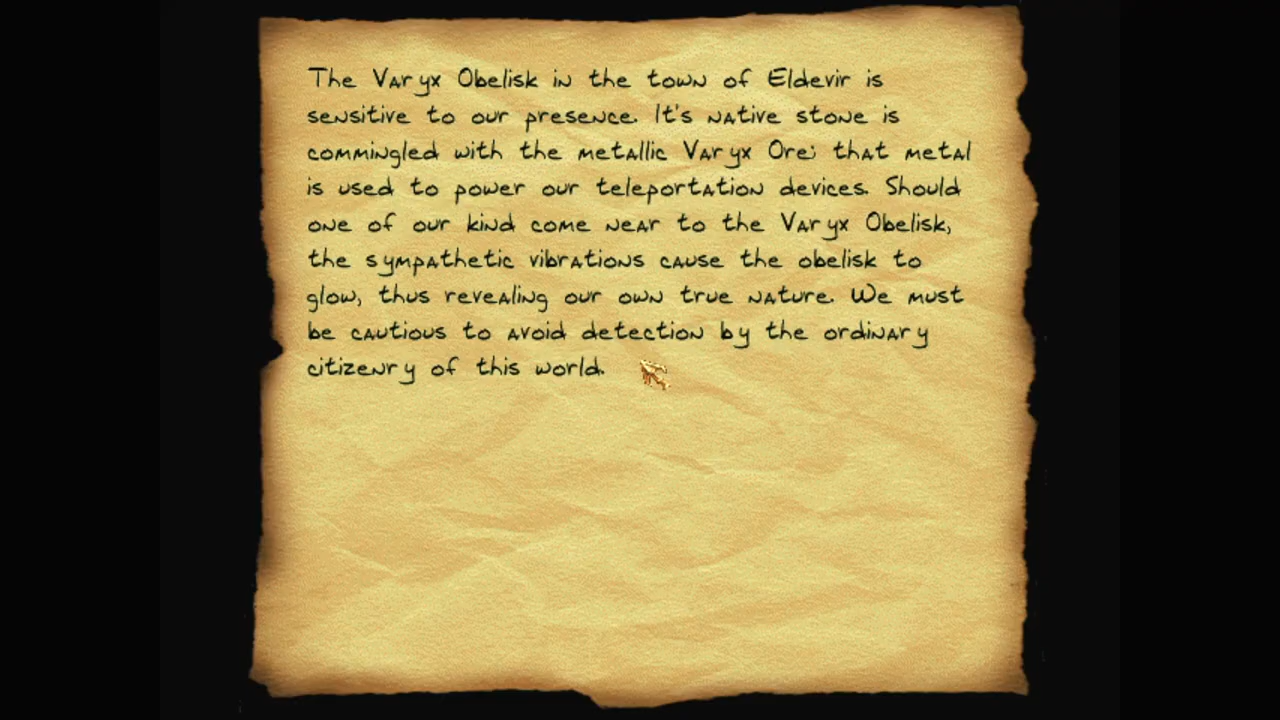 The Varyx Obelisk in the town of Eldevir is
sensitive to our presence. It's native stone is
commingled with the metallic Varyx Ore; that metal
is used to power our teleportation devices. Should
one of our kind come near to the Varyx Obelisk,
the sympathetic vibrations cause the obelisk to
glow, thus revealing our own true nature. We must
be cautious to avoid detection by the ordinary
citizenry of this world.